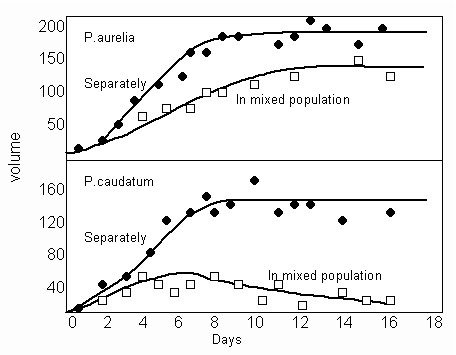 200
P.aurelia
150
Separately
100
In mixed population
50
volume
P.caudatum
160
120
Separately
80
In mixed population
40
0 2 4 6 8 10 12 14 16 18
Days